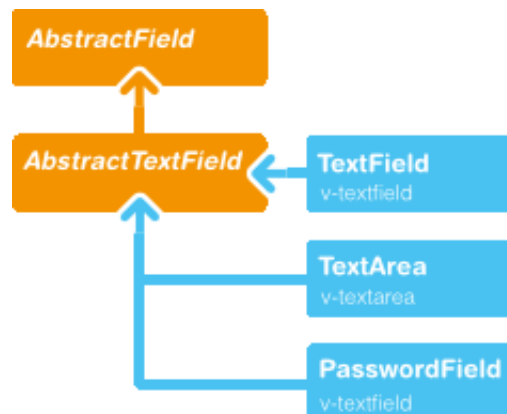 AbstractField
AbstractTextField
TextField
v-textfield
TextArea
v-textarea
PasswordField
v-textfield